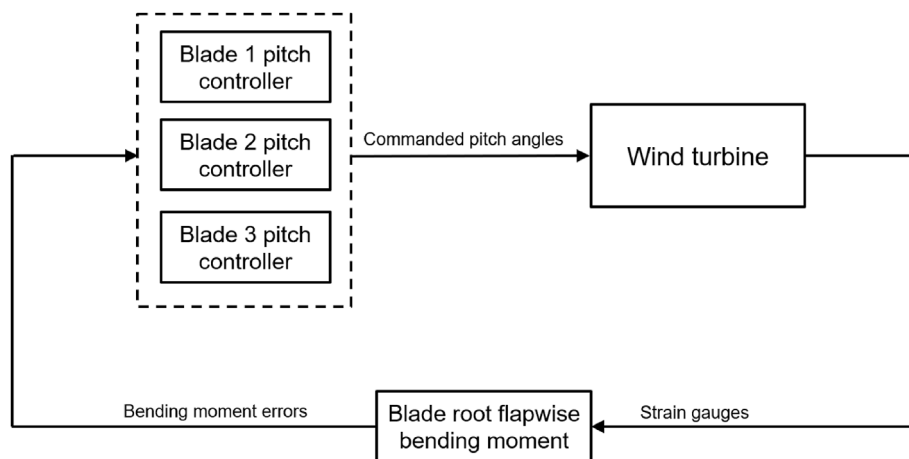 Blade 1 pitch
controller
Blade 2 pitch
controller
Blade 3 pitch
controller
Commanded pitch angles
Wind turbine
Bending moment errors
Blade root flapwise
bending moment
Strain gauges